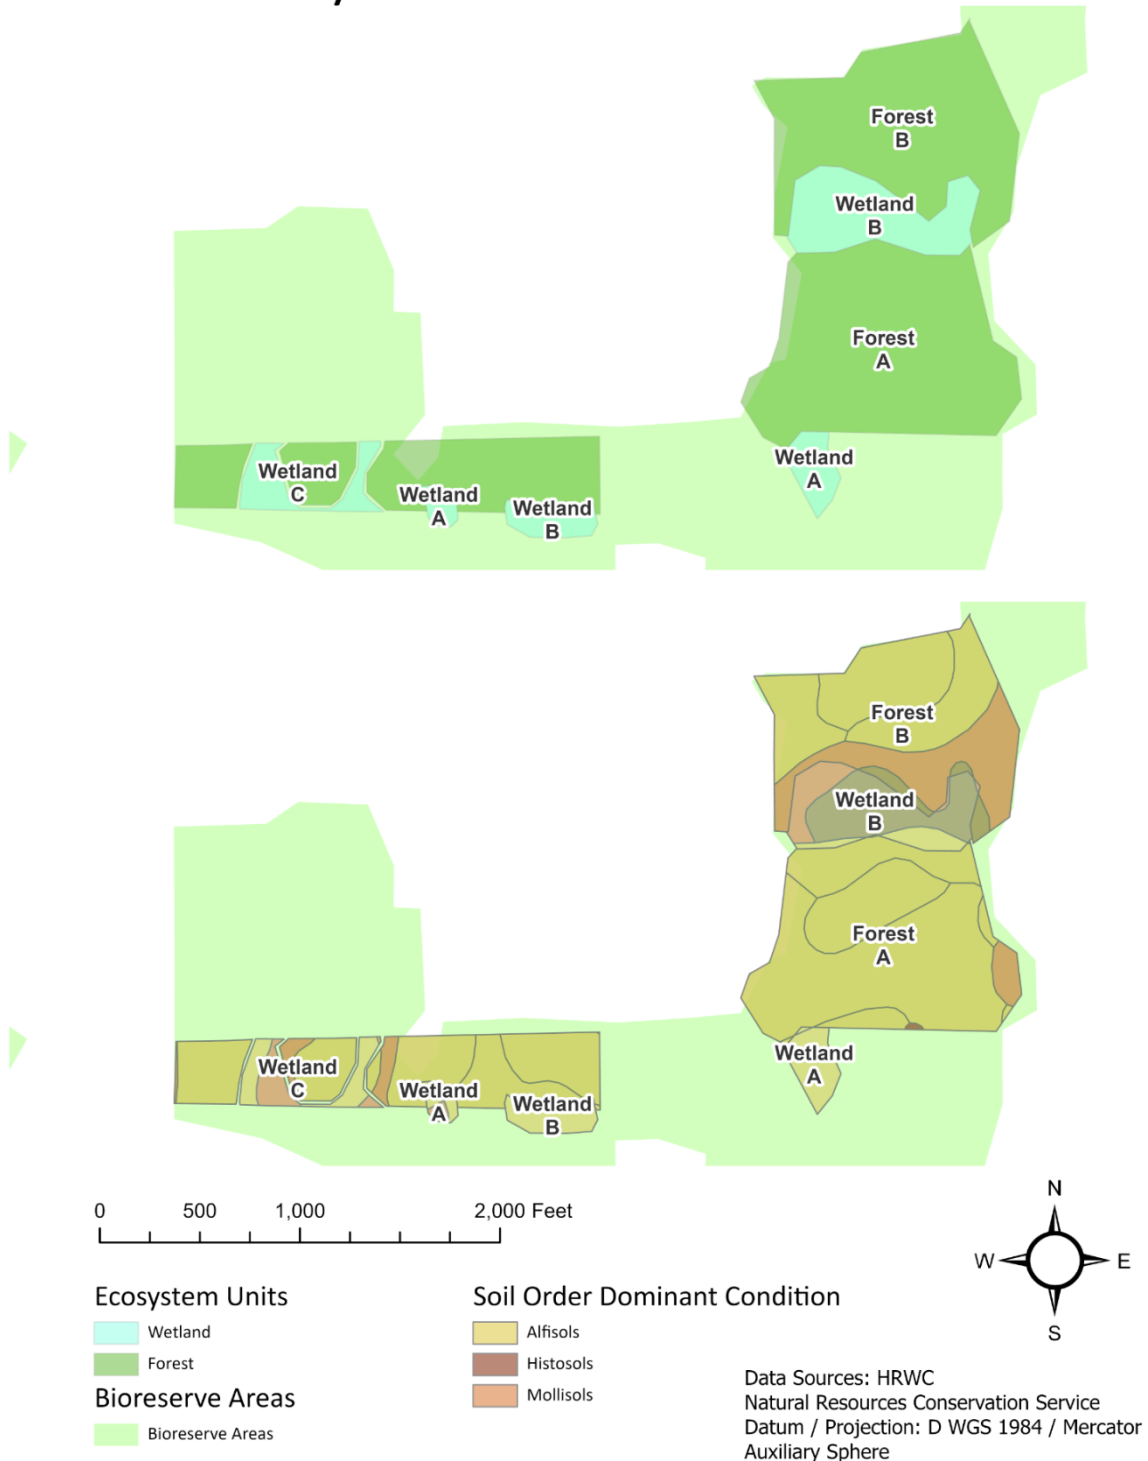 Forest
B
Wetland
B
Forest
A
Wetland
A
Wetland
C
Wetland
A
Wetland
B
Forest
B
Wetland
B
Forest
A
Wetland
A
Wetland
C
Wetland
A
Wetland
B
0 500 1,000 2,000 Feet
N
W E
S
Ecosystem Units
Wetland
Forest
Bioreserve Areas
Bioreserve Areas
Soil Order Dominant Condition
Alfisols
Histosols
Mollisols
Data Sources: HRWC
Natural Resources Conservation Service
Datum / Projection: D WGS 1984 / Mercator
Auxiliary Sphere